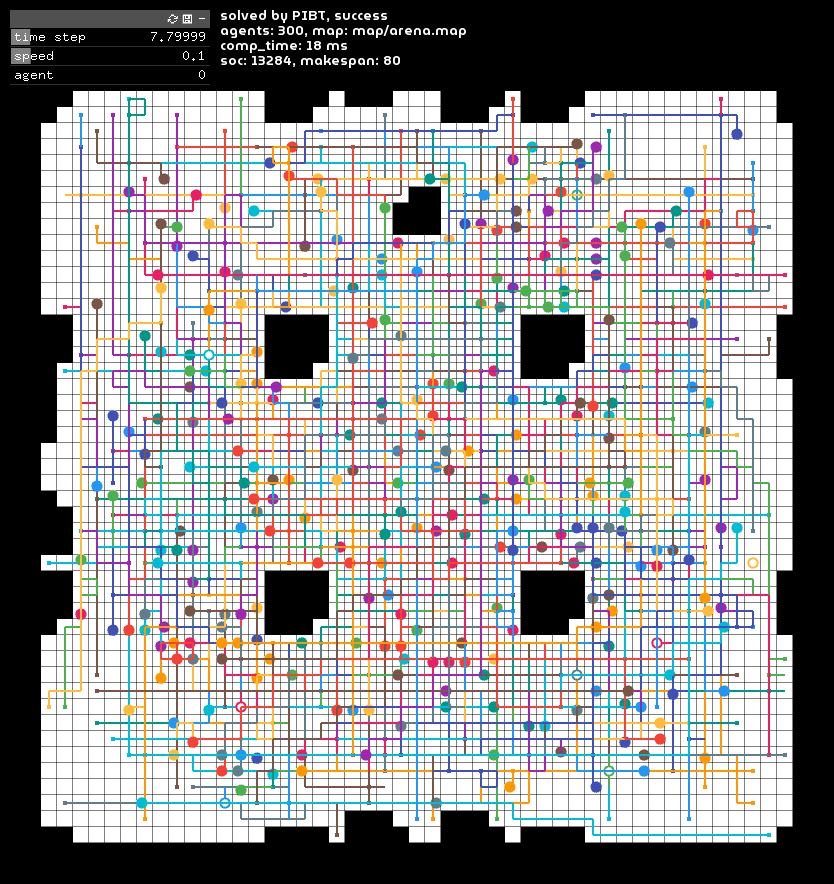 time step 7.79999
speed 0.1
agent 0
solved by PIBT, success
agents: 300, map: map/arena.map
comp_time: 18 ms
soc: 13284, makespan: 80